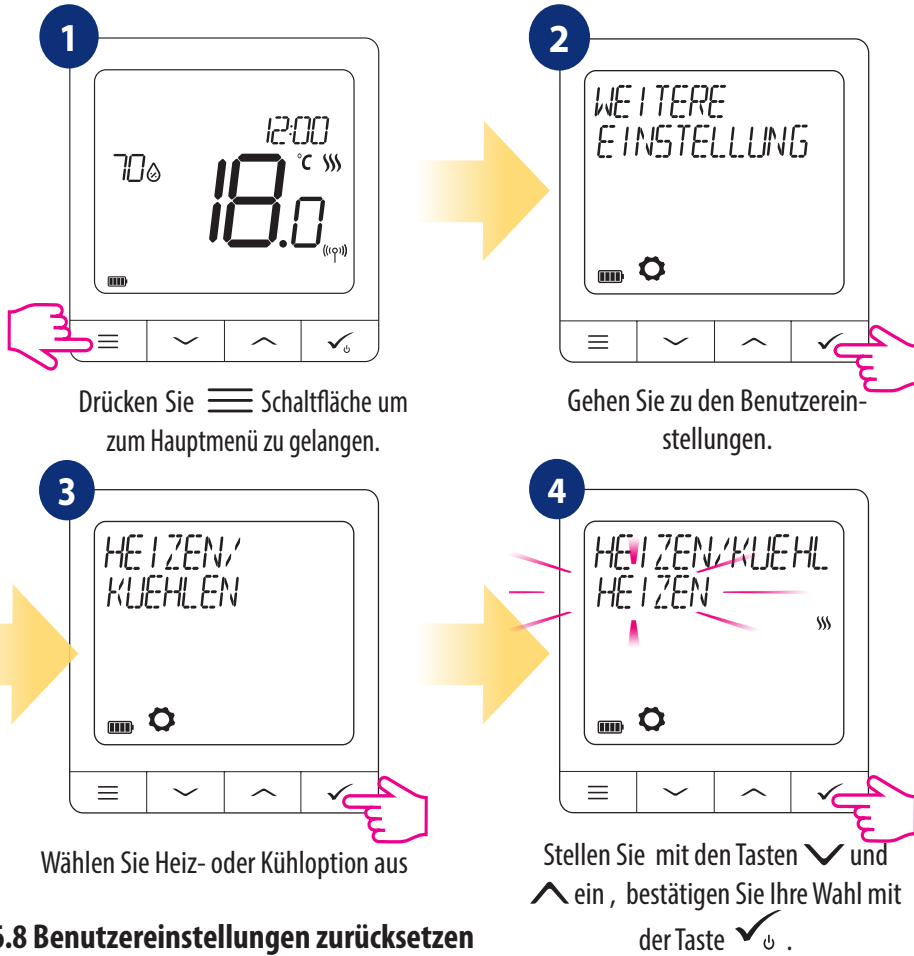 1
12:00
70
°C
18.0
Drücken Sie Schaltfläche um
zum Hauptmenü zu gelangen.
2
WEITERE
EINSTELLUNG
Gehen Sie zu den Benutzerein-
stellungen.
3
HEIZEN/
KUEHLEN
Wählen Sie Heiz- oder Kühloption aus
4
HEIZEN/KUEHL
HEIZEN
Stellen Sie mit den Tasten und
ein , bestätigen Sie Ihre Wahl mit
der Taste .
.8 Benutzereinstellungen zurücksetzen